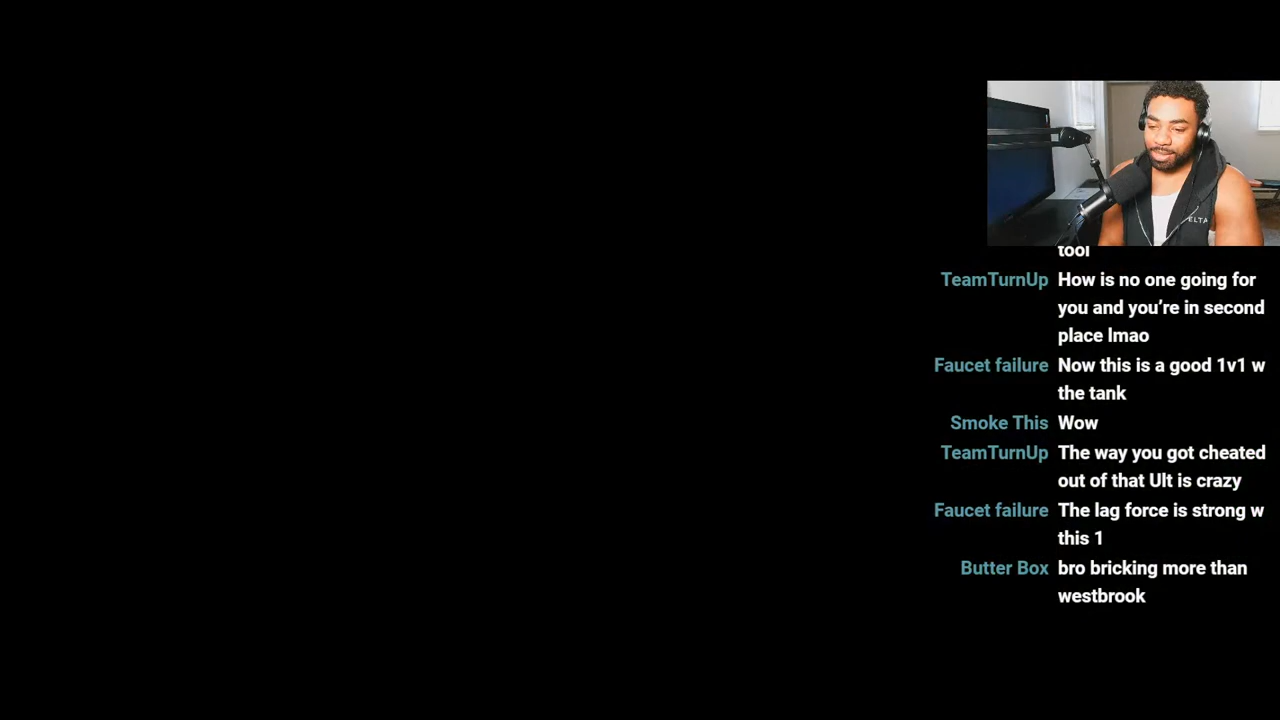 ELTA
tool
TeamTurnUp How is no one going for
you and you’re in second
place lmao
Faucet failure Now this is a good 1v1 w
the tank
Smoke This Wow
TeamTurnUp The way you got cheated
out of that Ult is crazy
Faucet failure The lag force is strong w
this 1
Butter Box bro bricking more than
westbrook